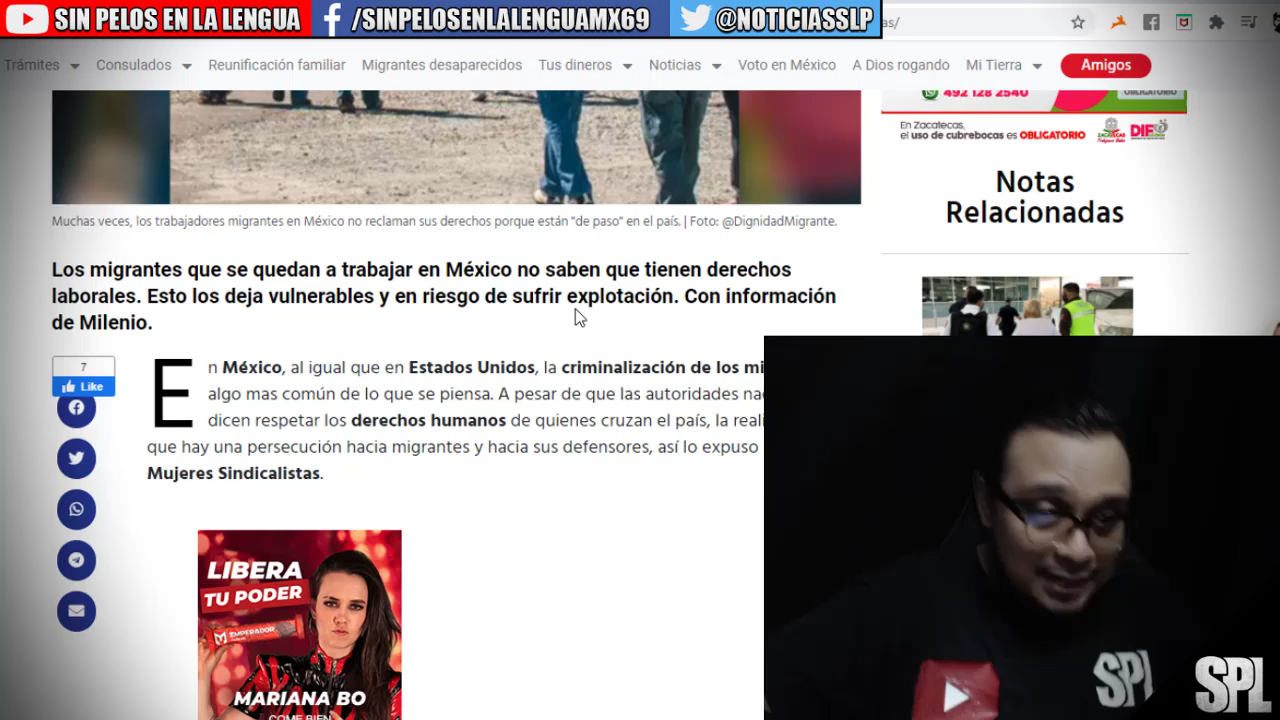 SIN PELOS EN LA LENGUA
/SINPELOSENLALENGUAMX69
@NOTICIASSLP
as/
Trámites
Consulados
Reunificación familiar
Migrantes desaparecidos
Tus dineros
Noticias
Voto en México
A Dios rogando
Mi Tierra
Amigos
492 128 2540
OBLIGATORIO
En Zacatecas,
el uso de cubrebocas es OBLIGATORIO
ZACATECAS
DIF
Notas
Relacionadas
Muchas veces, los trabajadores migrantes en México no reclaman sus derechos porque están "de paso" en el país. | Foto: @DignidadMigrante.
Los migrantes que se quedan a trabajar en México no saben que tienen derechos
laborales. Esto los deja vulnerables y en riesgo de sufrir explotación. Con información
de Milenio.
7
Like
En México, al igual que en Estados Unidos, la criminalización de los mi
algo mas común de lo que se piensa. A pesar de que las autoridades na
dicen respetar los derechos humanos de quienes cruzan el país, la reali
que hay una persecución hacia migrantes y hacia sus defensores, así lo expuso
Mujeres Sindicalistas.
LIBERA
TU PODER
EMPERADOR
MARIANA BO
COME BIEN
SPL
SPL